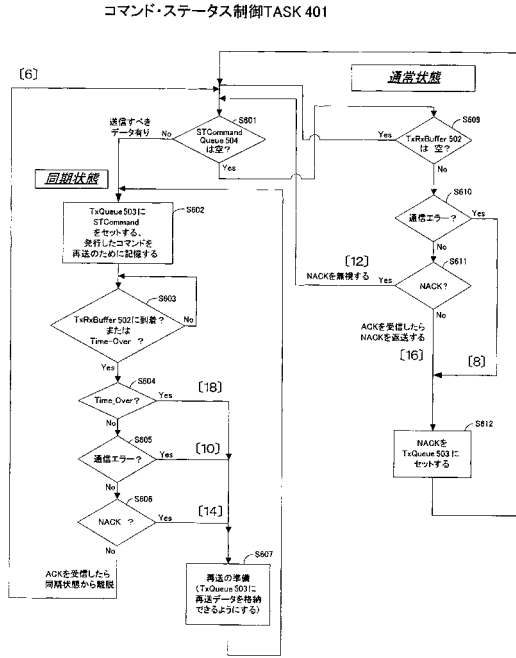 コマンド・ステータス制御TASK 401
〔6〕
通常状態
送信すべき
データ有り
No
S601
STCommand
Queue 504
は空?
Yes
S609
TxRxBuffer 502
は 空?
Yes
No
同期状態
S602
TxQueue 503に
STCommand
をセットする、
発行したコマンドを
再送のために記憶する
S610
通信エラー?
Yes
No
〔12〕
NACKを無視する
Yes
S611
NACK?
No
S603
TxRxBuffer 502に到着?
または
Time-Over ?
No
Yes
ACKを受信したら
NACKを返送する
〔16〕
〔8〕
S604
Time_Over?
Yes
〔18〕
No
S605
通信エラー?
Yes
〔10〕
No
S612
NACKを
TxQueue 503 に
セットする
S606
NACK ?
Yes
〔14〕
No
ACKを受信したら
同期状態から離脱
S607
再送の準備
(TxQueue 503に
再送データを格納
できるようにする)